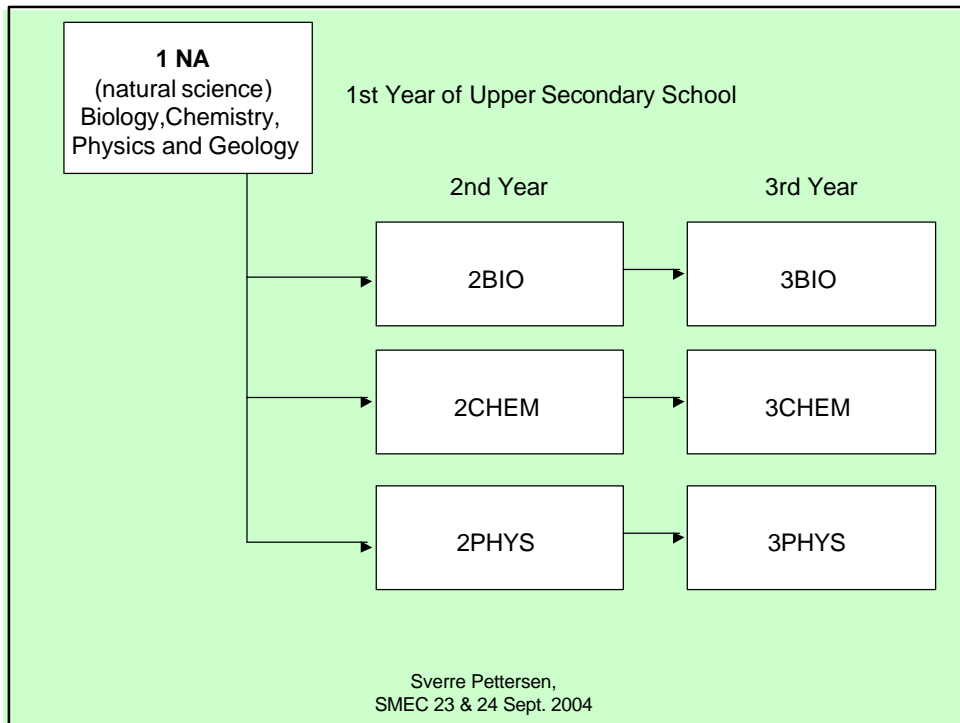 1 NA
(natural science)
Biology,Chemistry,
Physics and Geology
1st Year of Upper Secondary School
2nd Year
3rd Year
2BIO
3BIO
2CHEM
3CHEM
2PHYS
3PHYS
Sverre Pettersen,
SMEC 23 & 24 Sept. 2004